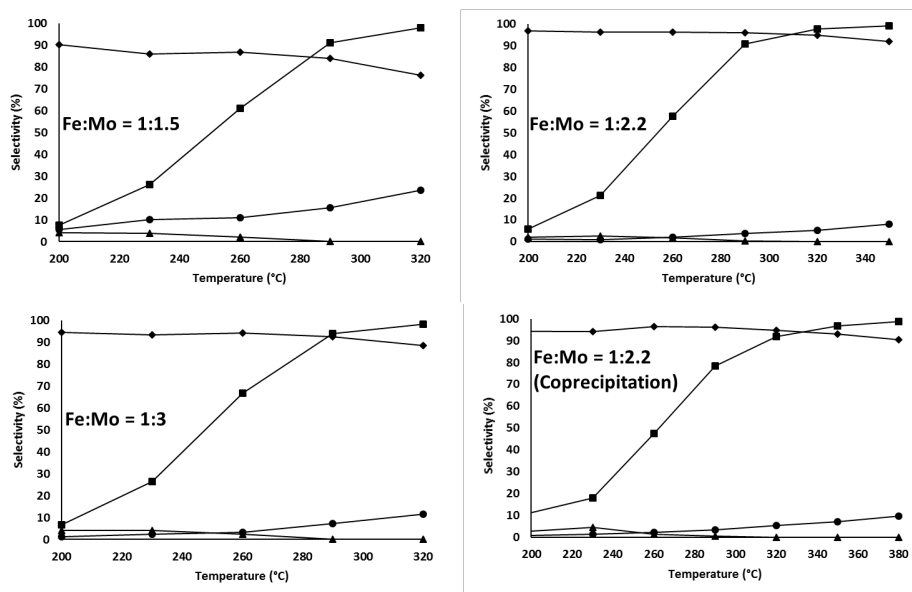 100
90
80
70
60
50
40
30
20
10
0
Selectivity (%)
Fe:Mo = 1:1.5
200 220 240 260 280 300 320
Temperature (°C)
100
90
80
70
60
50
40
30
20
10
0
Selectivity (%)
Fe:Mo = 1:2.2
200 220 240 260 280 300 320 340
Temperature (°C)
100
90
80
70
60
50
40
30
20
10
0
Selectivity (%)
Fe:Mo = 1:3
200 220 240 260 280 300 320
Temperature (°C)
100
90
80
70
60
50
40
30
20
10
0
Selectivity (%)
Fe:Mo = 1:2.2
(Coprecipitation)
200 220 240 260 280 300 320 340 360 380
Temperature (°C)